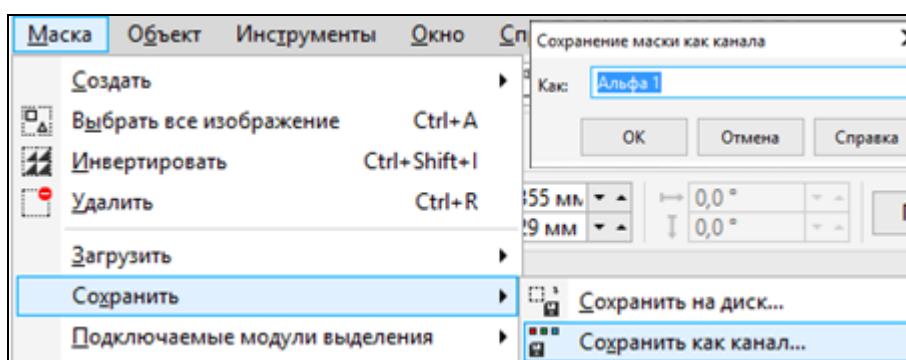 Маска Объект Инструменты Окно
Сохранение маски как канала
Создать
Как: Альфа 1
Выбрать все изображение Ctrl+A
OK Отмена Справка
Инвертировать Ctrl+Shift+I
Удалить Ctrl+R
355 мм 0,0 °
29 мм 0,0 °
Загрузить
Сохранить
Сохранить на диск...
Подключаемые модули выделения
Сохранить как канал...